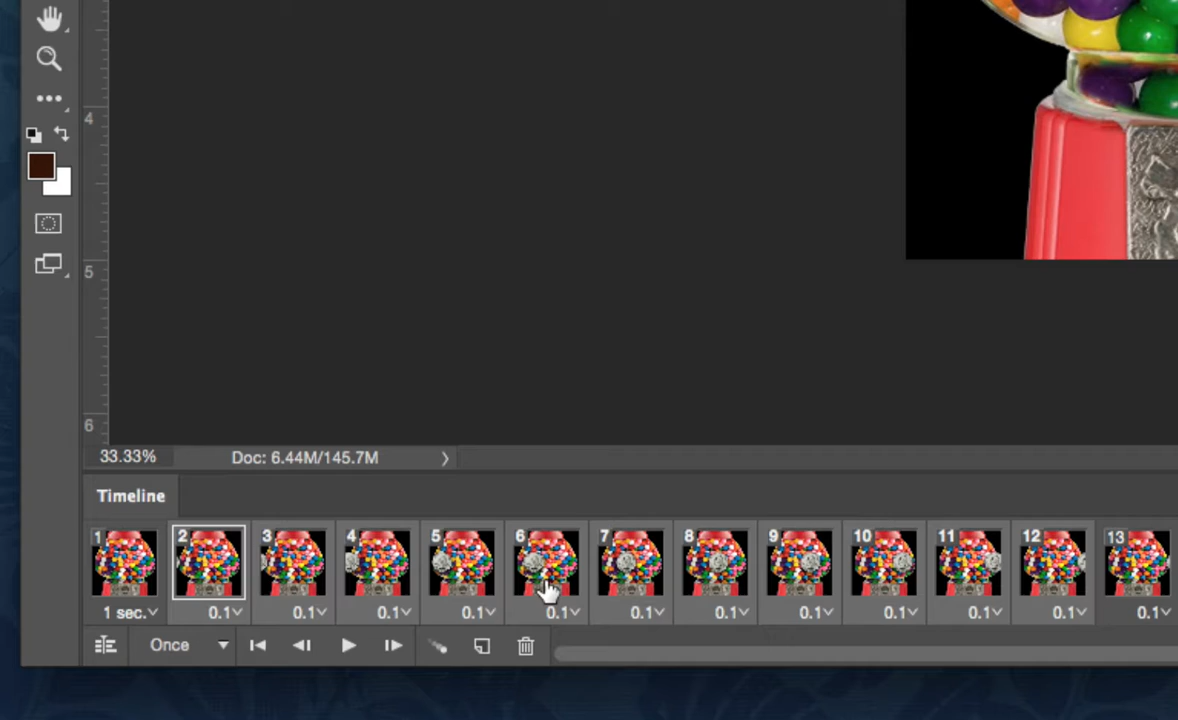 4
5
6
33.33% Doc: 6.44M/145.7M
Timeline
1 2 3 4 5 6 7 8 9 10 11 12 13
1 sec. 0.1 0.1 0.1 0.1 0.1 0.1 0.1 0.1 0.1 0.1 0.1 0.1
Once